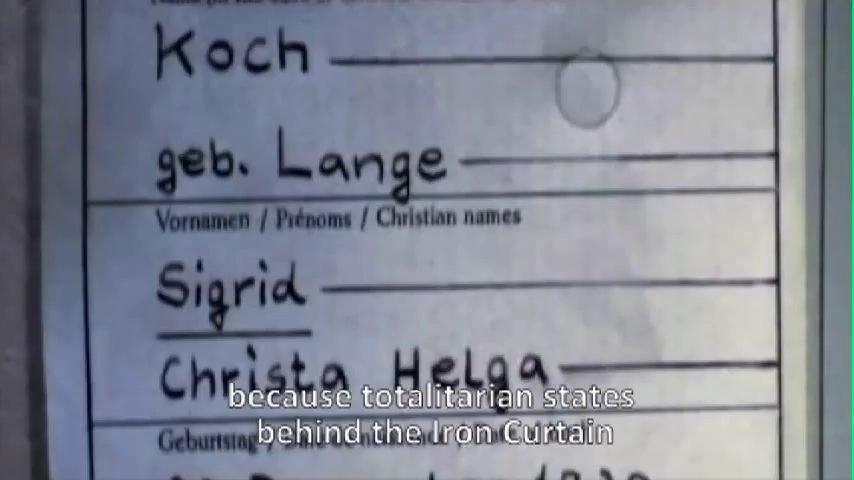 Koch
geb. Lange
Vornamen / Prénoms / Christian names
Sigrid
Christa Helga
because totalitarian states
behind the Iron Curtain
Geburtstag /